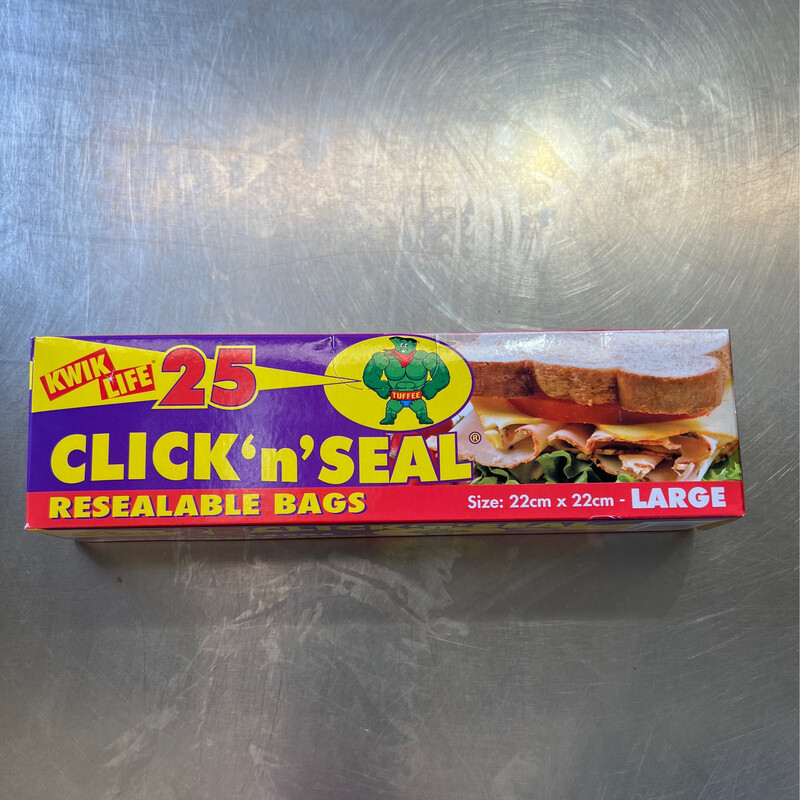 KWIK LIFE®
25
TUFFEE
CLICK‘n’SEAL®
RESEALABLE BAGS
Size: 22cm x 22cm - LARGE